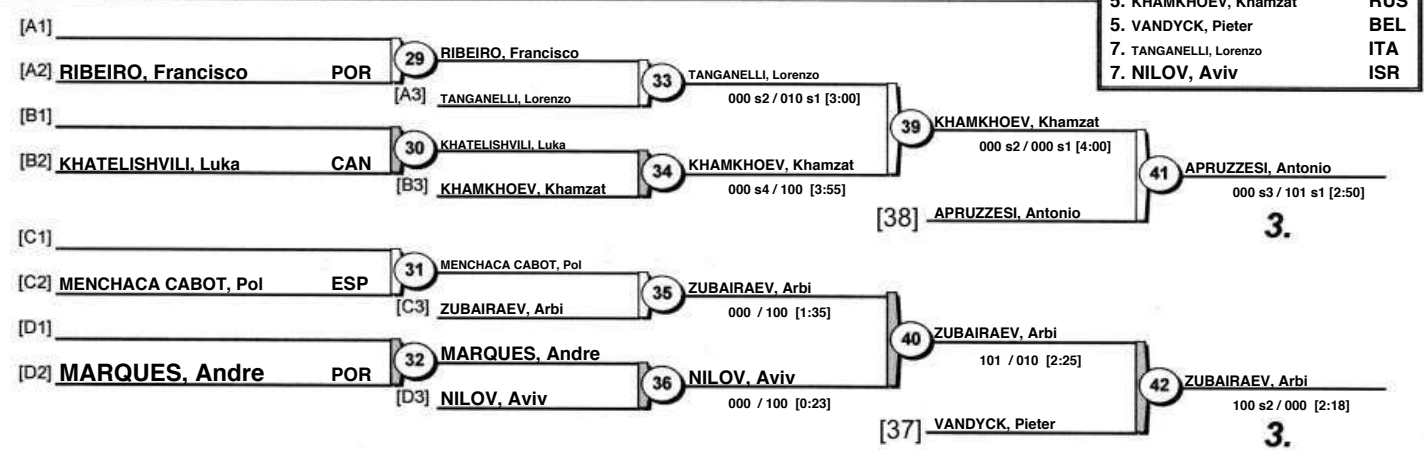 5. KHAMKHOEV, Khamzat RUS
5. VANDYCK, Pieter BEL
7. TANGANELLI, Lorenzo ITA
7. NILOV, Aviv ISR
[A1]
[A2] RIBEIRO, Francisco POR
29 RIBEIRO, Francisco
[A3] TANGANELLI, Lorenzo
33 TANGANELLI, Lorenzo
000 s2 / 010 s1 [3:00]
[B1]
[B2] KHATELISHVILI, Luka CAN
30 KHATELISHVILI, Luka
[B3] KHAMKHOEV, Khamzat
34 KHAMKHOEV, Khamzat
000 s4 / 100 [3:55]
39 KHAMKHOEV, Khamzat
000 s2 / 000 s1 [4:00]
[38] APRUZZESI, Antonio
41 APRUZZESI, Antonio
000 s3 / 101 s1 [2:50]
3.
[C1]
[C2] MENCHACA CABOT, Pol ESP
31 MENCHACA CABOT, Pol
[C3] ZUBAIRAEV, Arbi
35 ZUBAIRAEV, Arbi
000 / 100 [1:35]
[D1]
[D2] MARQUES, Andre POR
32 MARQUES, Andre
[D3] NILOV, Aviv
36 NILOV, Aviv
000 / 100 [0:23]
40 ZUBAIRAEV, Arbi
101 / 010 [2:25]
[37] VANDYCK, Pieter
42 ZUBAIRAEV, Arbi
100 s2 / 000 [2:18]
3.